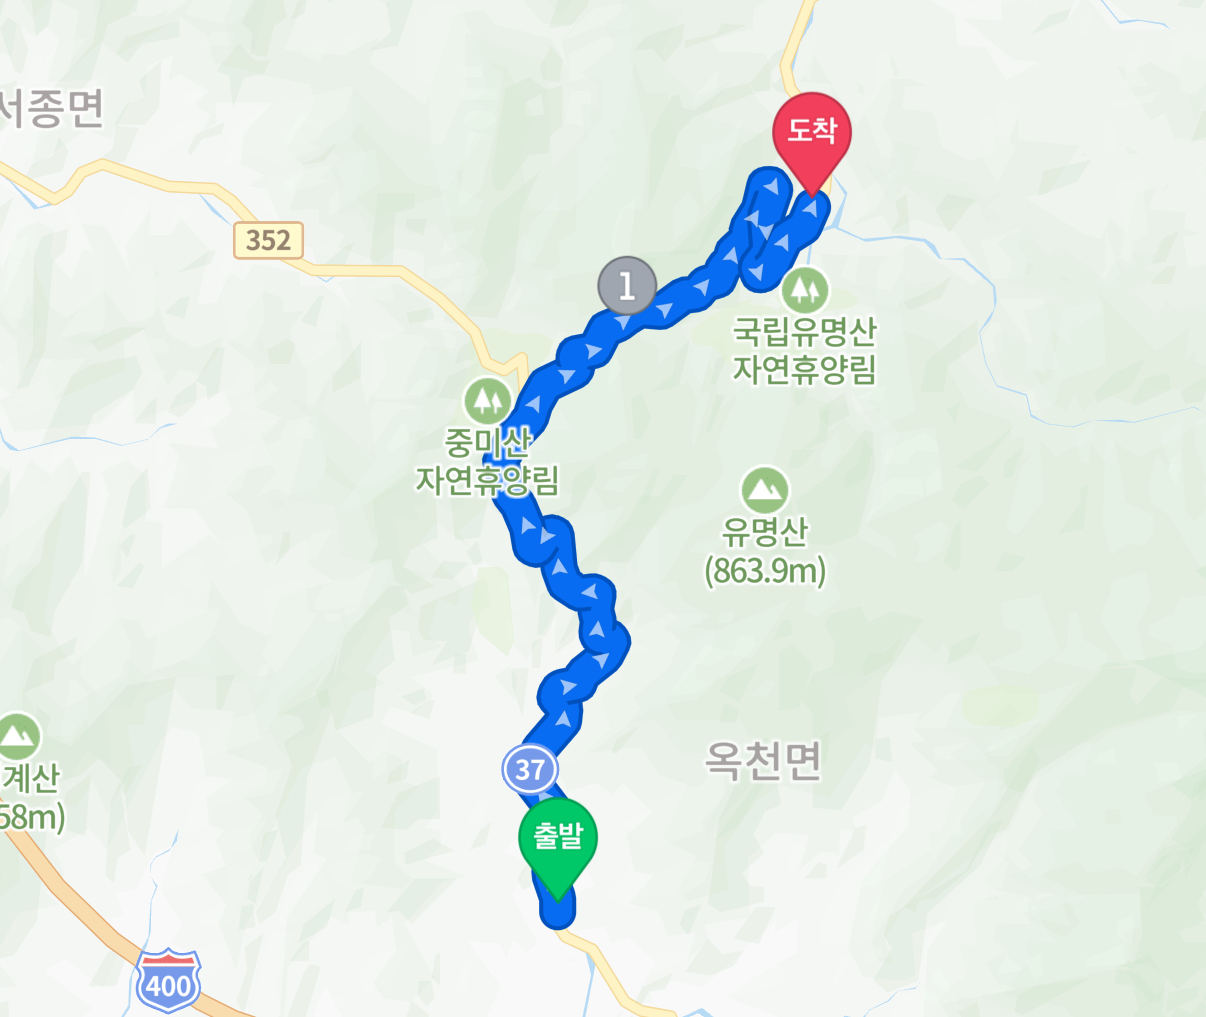 서종면
도착
352
1
국립유명산
자연휴양림
중미산
자연휴양림
유명산
(863.9m)
옥천면
계산
58m)
37
출발
400